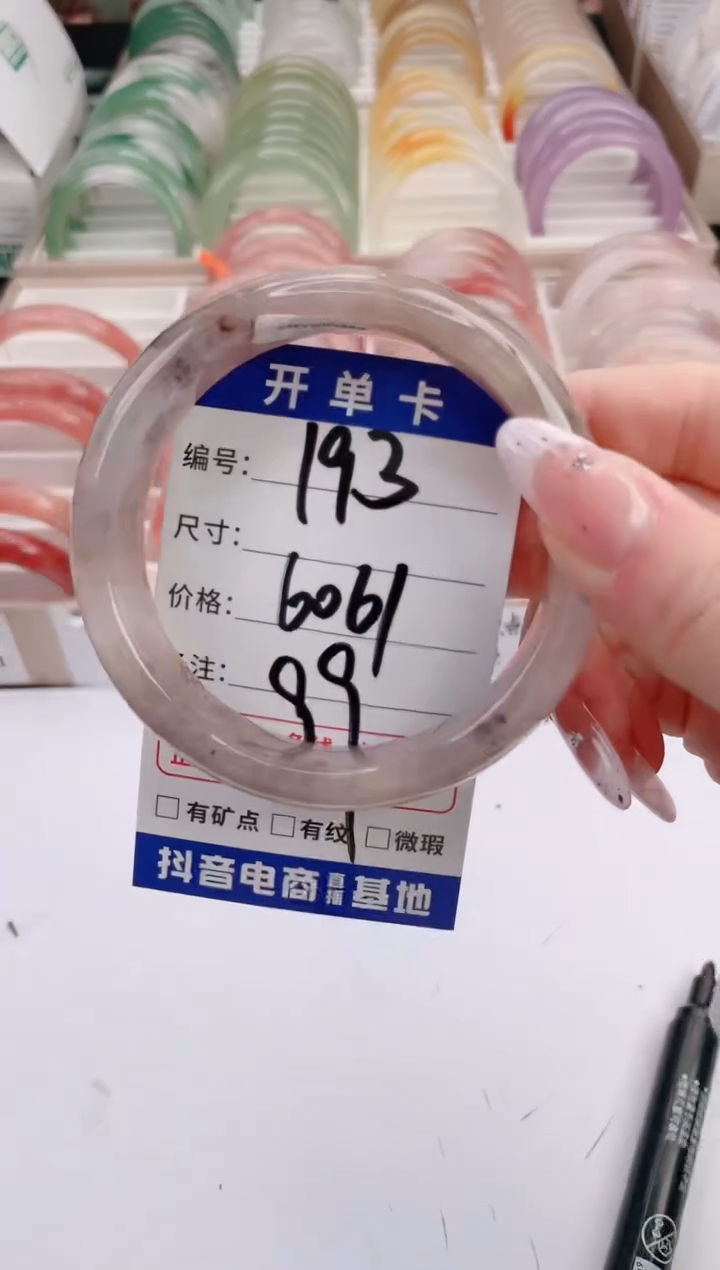 开单卡
编号: 193
尺寸:
价格: 6061
注: 99
□有矿点 □有纹 □微瑕
抖音电商直播基地